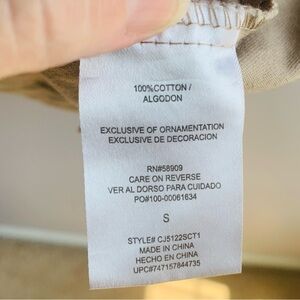 100%COTTON /
ALGODON
EXCLUSIVE OF ORNAMENTATION
EXCLUSIVE DE DECORACION
RN#58909
CARE ON REVERSE
VER AL DORSO PARA CUIDADO
PO#100-00061634
S
STYLE# CJ5122SCT1
MADE IN CHINA
HECHO EN CHINA
UPC#747157844735